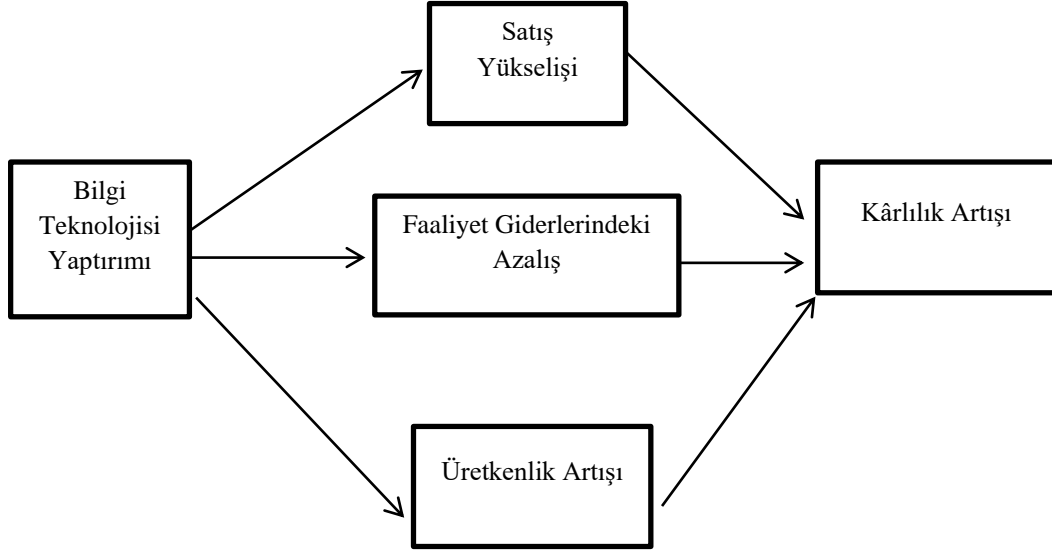 Satış
Yükselişi
Bilgi
Teknolojisi
Yaptırımı
Faaliyet Giderlerindeki
Azalış
Kârlılık Artışı
Üretkenlik Artışı